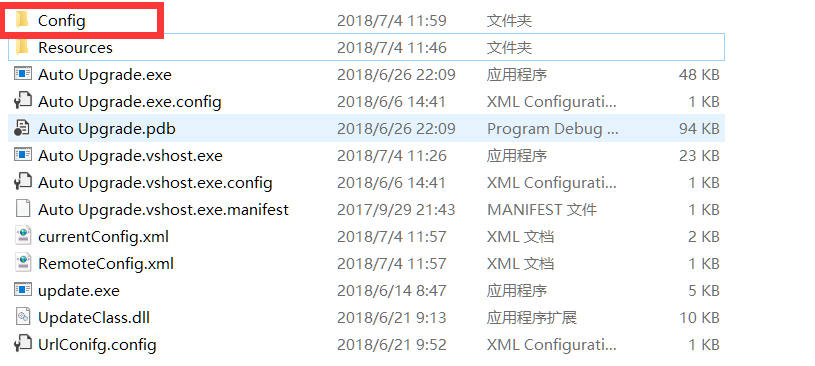 Config 2018/7/4 11:59 文件夹
Resources 2018/7/4 11:46 文件夹
Auto Upgrade.exe 2018/6/26 22:09 应用程序 48 KB
Auto Upgrade.exe.config 2018/6/6 14:41 XML Configurati... 1 KB
Auto Upgrade.pdb 2018/6/26 22:09 Program Debug ... 94 KB
Auto Upgrade.vshost.exe 2018/7/4 11:26 应用程序 23 KB
Auto Upgrade.vshost.exe.config 2018/6/6 14:41 XML Configurati... 1 KB
Auto Upgrade.vshost.exe.manifest 2017/9/29 21:43 MANIFEST 文件 1 KB
currentConfig.xml 2018/7/4 11:57 XML 文档 2 KB
RemoteConfig.xml 2018/7/4 11:57 XML 文档 1 KB
update.exe 2018/6/14 8:47 应用程序 5 KB
UpdateClass.dll 2018/6/21 9:13 应用程序扩展 10 KB
UrlConifg.config 2018/6/21 9:52 XML Configurati... 1 KB